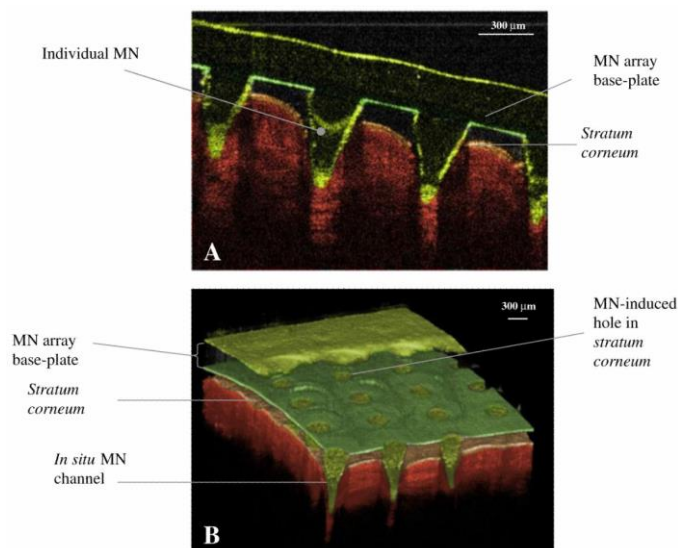 300 µm
Individual MN
MN array
base-plate
Stratum
corneum
A
300 µm
MN-induced
hole in
stratum
corneum
MN array
base-plate
Stratum
corneum
In situ MN
channel
B